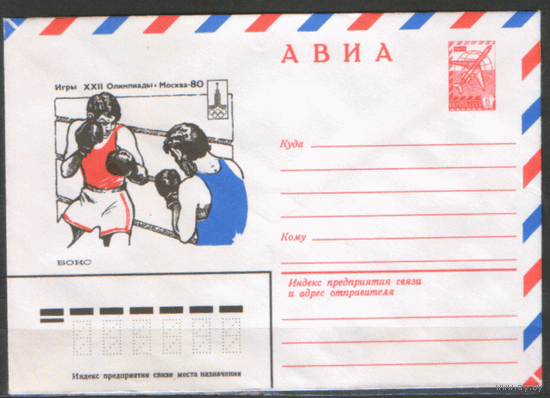 АВИА
Игры XXII Олимпиады • Москва-80
Куда
Кому
БОКС
Индекс предприятия связи
и адрес отправителя
Индекс предприятия связи места назначения